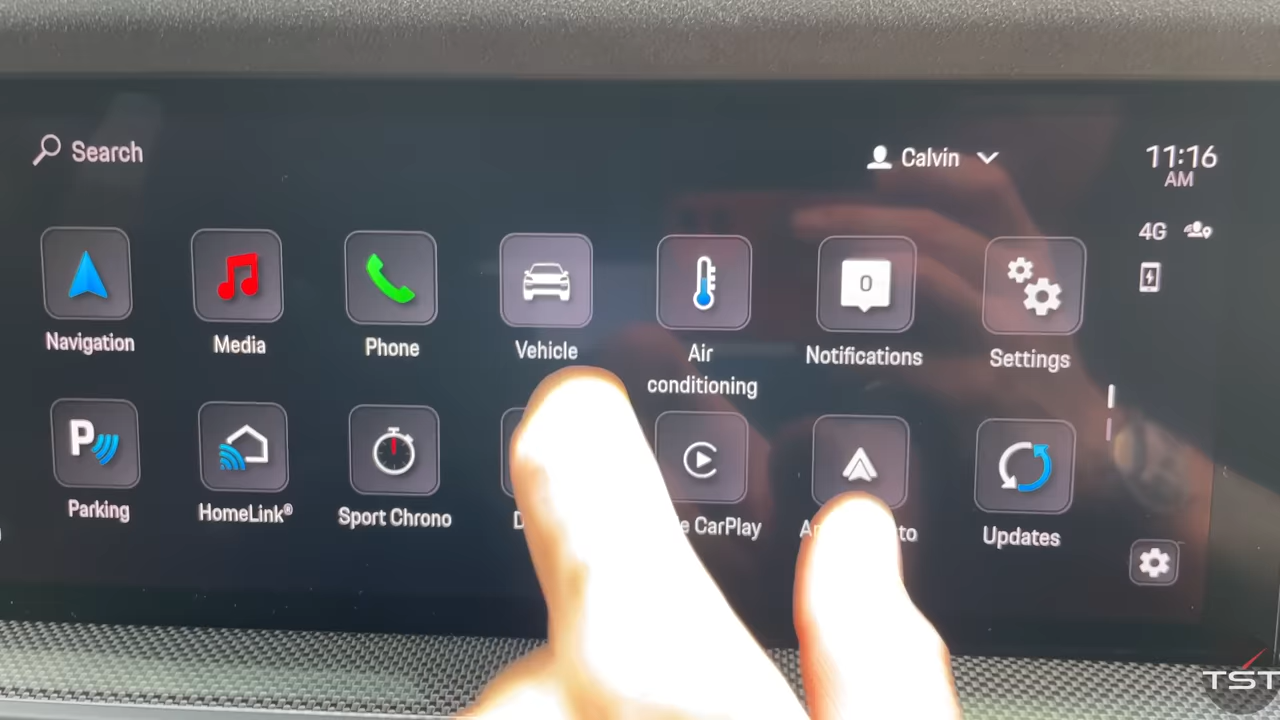 Search
Calvin
11:16
AM
4G
0
Navigation
Media
Phone
Vehicle
Air
conditioning
Notifications
Settings
P
Parking
HomeLink®
Sport Chrono
CarPlay
Updates
TST